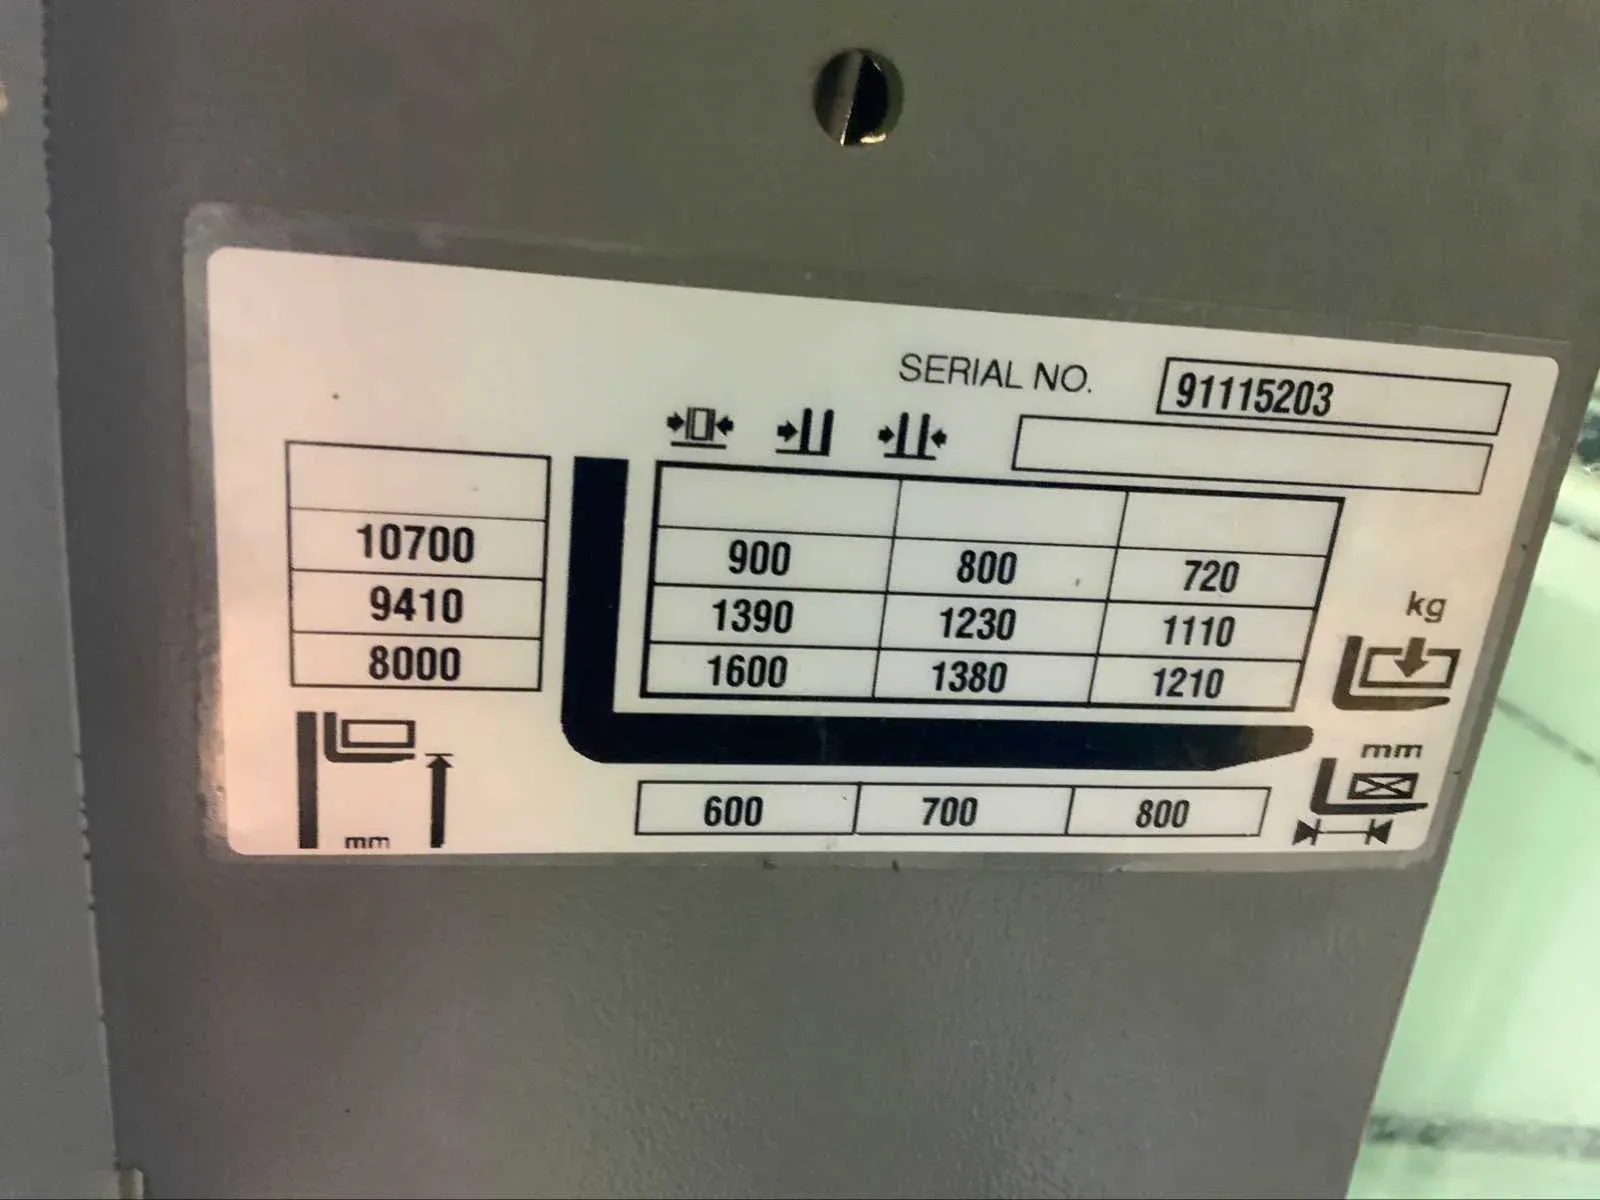 SERIAL NO. 91115203
10700 900 800 720
9410 1390 1230 1110
8000 1600 1380 1210
kg
mm
600 700 800
mm